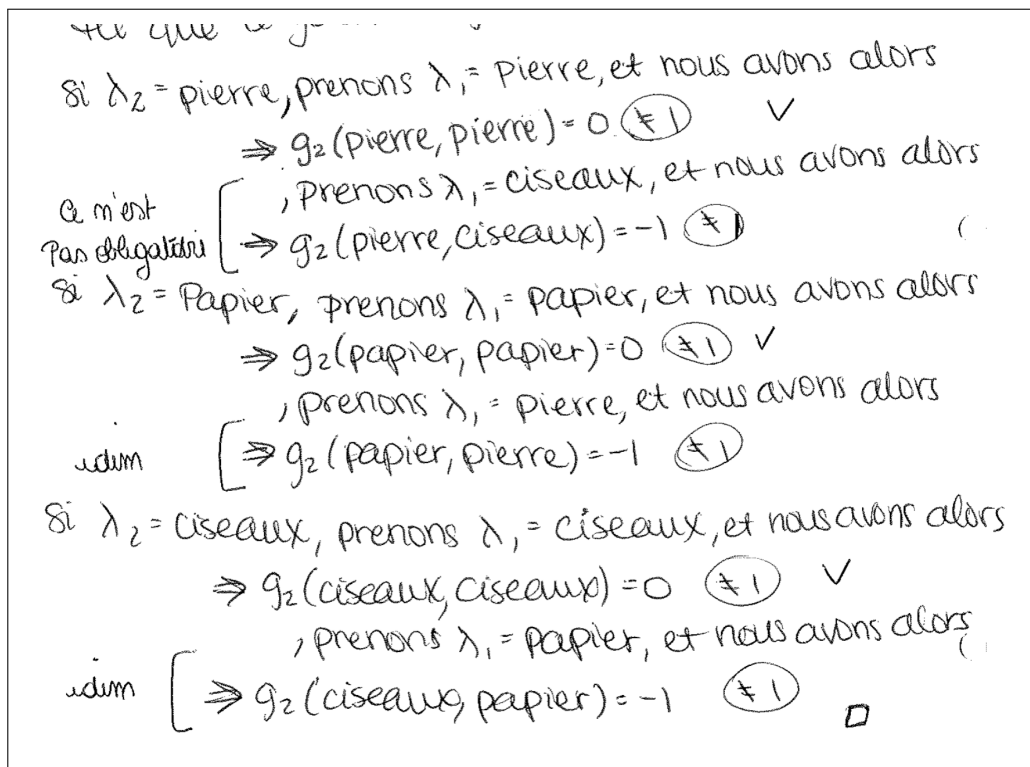 tel que le
Si λ₂ = pierre, prenons λ₁ = pierre, et nous avons alors
⇒ g₂(pierre, pierre) = 0 ≠ 1 ✓
, prenons λ₁ = ciseaux, et nous avons alors
Ce n'est
pas obligatoire
⇒ g₂(pierre, ciseaux) = -1 ≠ 1
Si λ₂ = Papier, prenons λ₁ = papier, et nous avons alors
⇒ g₂(papier, papier) = 0 ≠ 1 ✓
, prenons λ₁ = pierre, et nous avons alors
idem
⇒ g₂(papier, pierre) = -1 ≠ 1
Si λ₂ = ciseaux, prenons λ₁ = ciseaux, et nous avons alors
⇒ g₂(ciseaux, ciseaux) = 0 ≠ 1 ✓
, prenons λ₁ = papier, et nous avons alors
idem
⇒ g₂(ciseaux, papier) = -1 ≠ 1
□